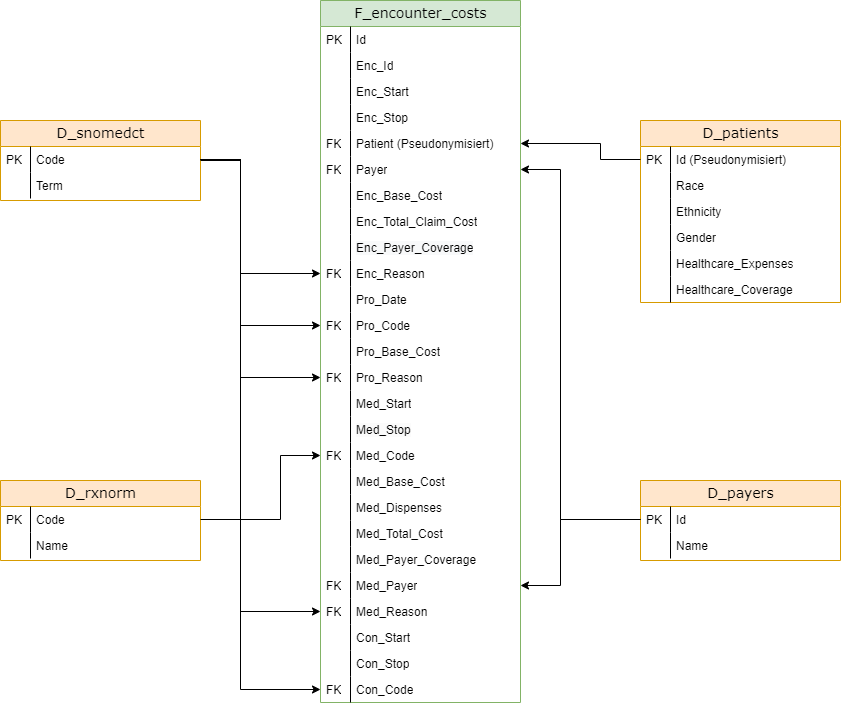 F_encounter_costs
PK Id
Enc_Id
Enc_Start
Enc_Stop
FK Patient (Pseudonymisiert)
FK Payer
Enc_Base_Cost
Enc_Total_Claim_Cost
Enc_Payer_Coverage
FK Enc_Reason
Pro_Date
FK Pro_Code
Pro_Base_Cost
FK Pro_Reason
Med_Start
Med_Stop
FK Med_Code
Med_Base_Cost
Med_Dispenses
Med_Total_Cost
Med_Payer_Coverage
FK Med_Payer
FK Med_Reason
Con_Start
Con_Stop
FK Con_Code
D_snomedct
PK Code
Term
D_rxnorm
PK Code
Name
D_patients
PK Id (Pseudonymisiert)
Race
Ethnicity
Gender
Healthcare_Expenses
Healthcare_Coverage
D_payers
PK Id
Name